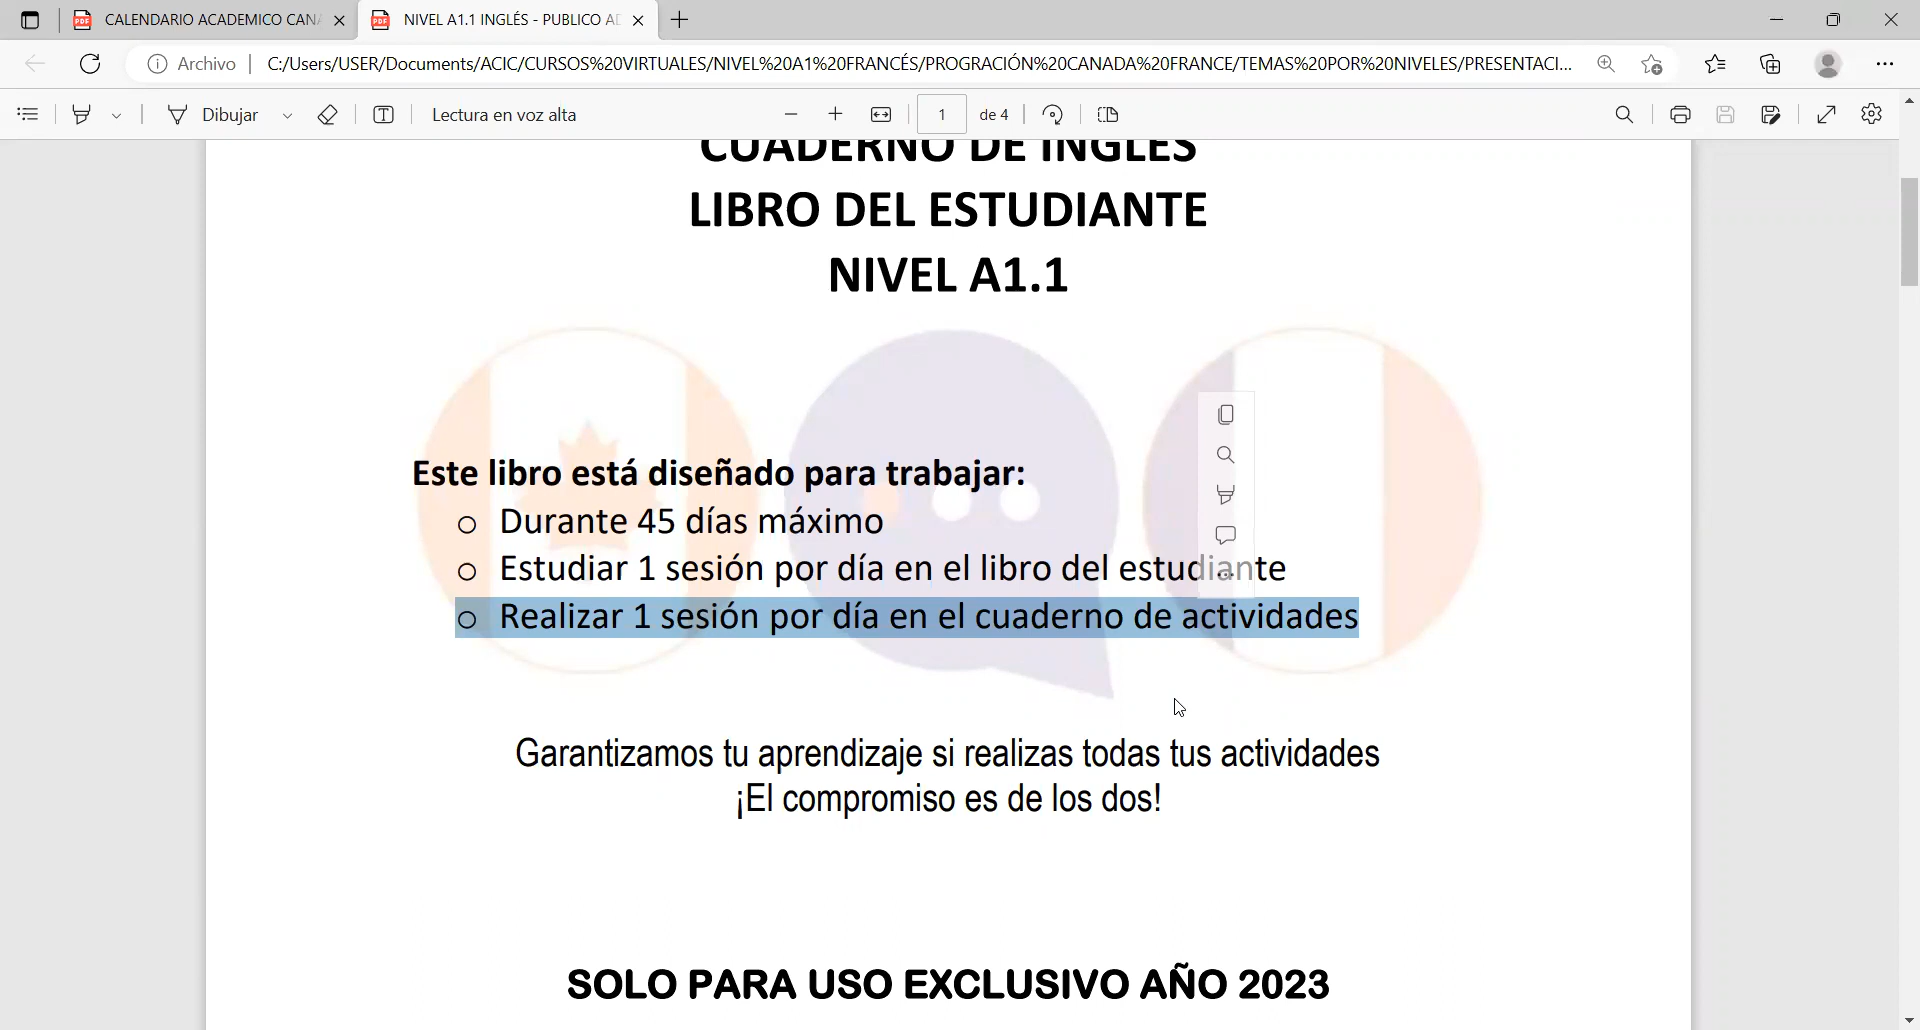 CALENDARIO ACADEMICO CAN
NIVEL A1.1 INGLÉS - PUBLICO AD
Archivo
C:/Users/USER/Documents/ACIC/CURSOS%20VIRTUALES/NIVEL%20A1%20FRANCÉS/PROGRACIÓN%20CANADA%20FRANCE/TEMAS%20POR%20NIVELES/PRESENTACI...
Dibujar
Lectura en voz alta
1
de 4
CUADERNO DE INGLÉS
LIBRO DEL ESTUDIANTE
NIVEL A1.1
Este libro está diseñado para trabajar:
o Durante 45 días máximo
o Estudiar 1 sesión por día en el libro del estudiante
o Realizar 1 sesión por día en el cuaderno de actividades
Garantizamos tu aprendizaje si realizas todas tus actividades
¡El compromiso es de los dos!
SOLO PARA USO EXCLUSIVO AÑO 2023